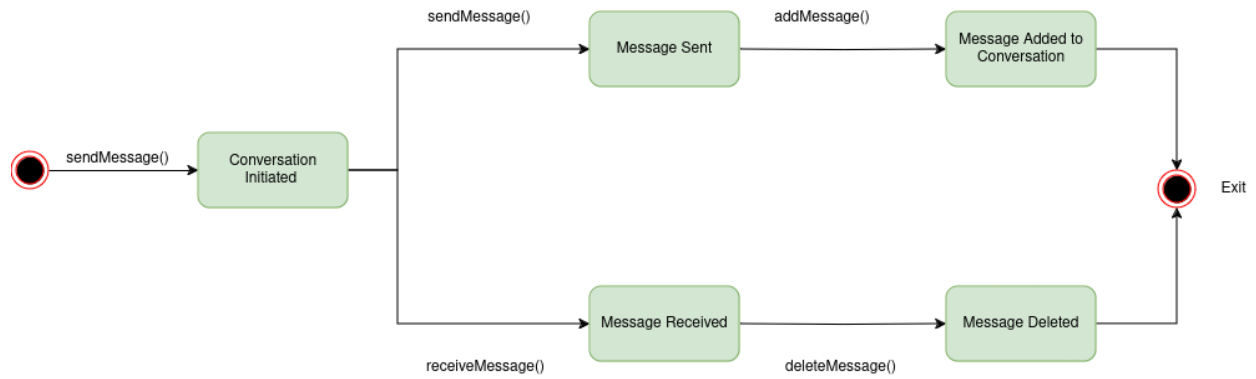 sendMessage()
addMessage()
Message Sent
Message Added to
Conversation
sendMessage()
Conversation
Initiated
Exit
Message Received
Message Deleted
receiveMessage()
deleteMessage()